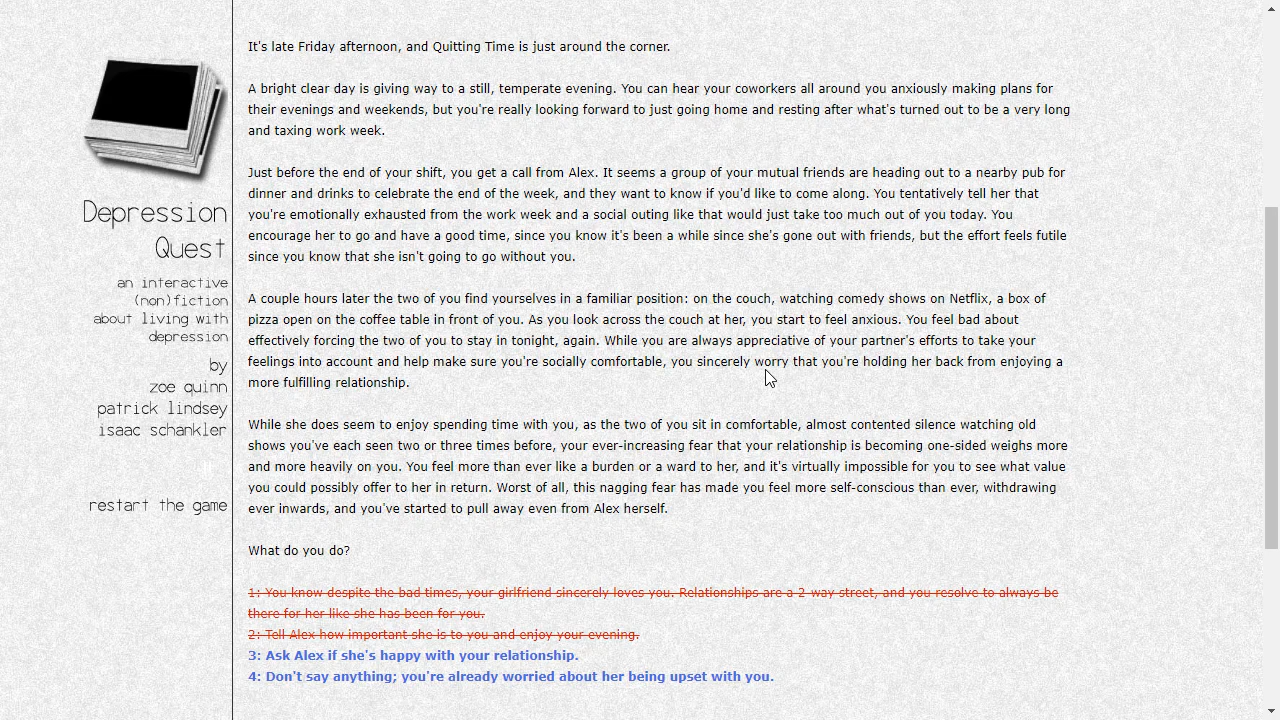 Depression
Quest
an interactive
(non)fiction
about living with
depression
by
zoe quinn
patrick lindsey
isaac schankler
restart the game
It's late Friday afternoon, and Quitting Time is just around the corner.
A bright clear day is giving way to a still, temperate evening. You can hear your coworkers all around you anxiously making plans for
their evenings and weekends, but you're really looking forward to just going home and resting after what's turned out to be a very long
and taxing work week.
Just before the end of your shift, you get a call from Alex. It seems a group of your mutual friends are heading out to a nearby pub for
dinner and drinks to celebrate the end of the week, and they want to know if you'd like to come along. You tentatively tell her that
you're emotionally exhausted from the work week and a social outing like that would just take too much out of you today. You
encourage her to go and have a good time, since you know it's been a while since she's gone out with friends, but the effort feels futile
since you know that she isn't going to go without you.
A couple hours later the two of you find yourselves in a familiar position: on the couch, watching comedy shows on Netflix, a box of
pizza open on the coffee table in front of you. As you look across the couch at her, you start to feel anxious. You feel bad about
effectively forcing the two of you to stay in tonight, again. While you are always appreciative of your partner's efforts to take your
feelings into account and help make sure you're socially comfortable, you sincerely worry that you're holding her back from enjoying a
more fulfilling relationship.
While she does seem to enjoy spending time with you, as the two of you sit in comfortable, almost contented silence watching old
shows you've each seen two or three times before, your ever-increasing fear that your relationship is becoming one-sided weighs more
and more heavily on you. You feel more than ever like a burden or a ward to her, and it's virtually impossible for you to see what value
you could possibly offer to her in return. Worst of all, this nagging fear has made you feel more self-conscious than ever, withdrawing
ever inwards, and you've started to pull away even from Alex herself.
What do you do?
1: You know despite the bad times, your girlfriend sincerely loves you. Relationships are a 2-way street, and you resolve to always be
there for her like she has been for you.
2: Tell Alex how important she is to you and enjoy your evening.
3: Ask Alex if she's happy with your relationship.
4: Don't say anything; you're already worried about her being upset with you.